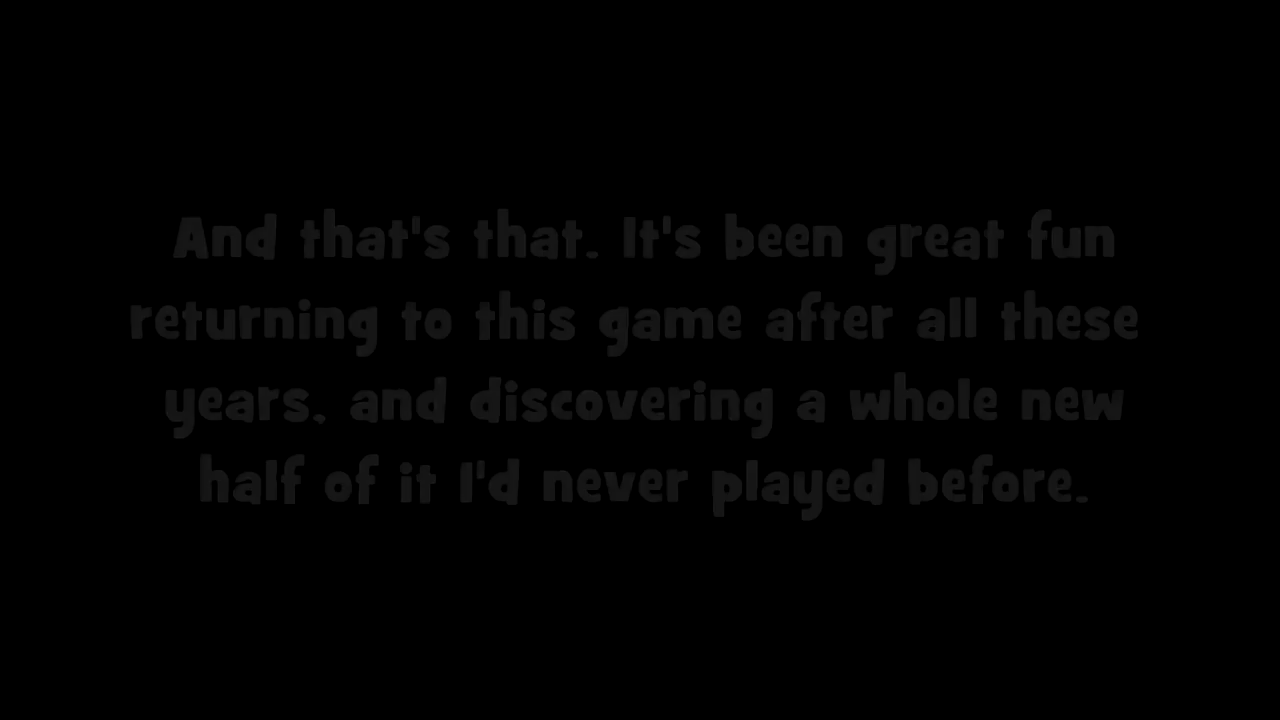 And that's that. It's been great fun
returning to this game after all these
years, and discovering a whole new
half of it I'd never played before.